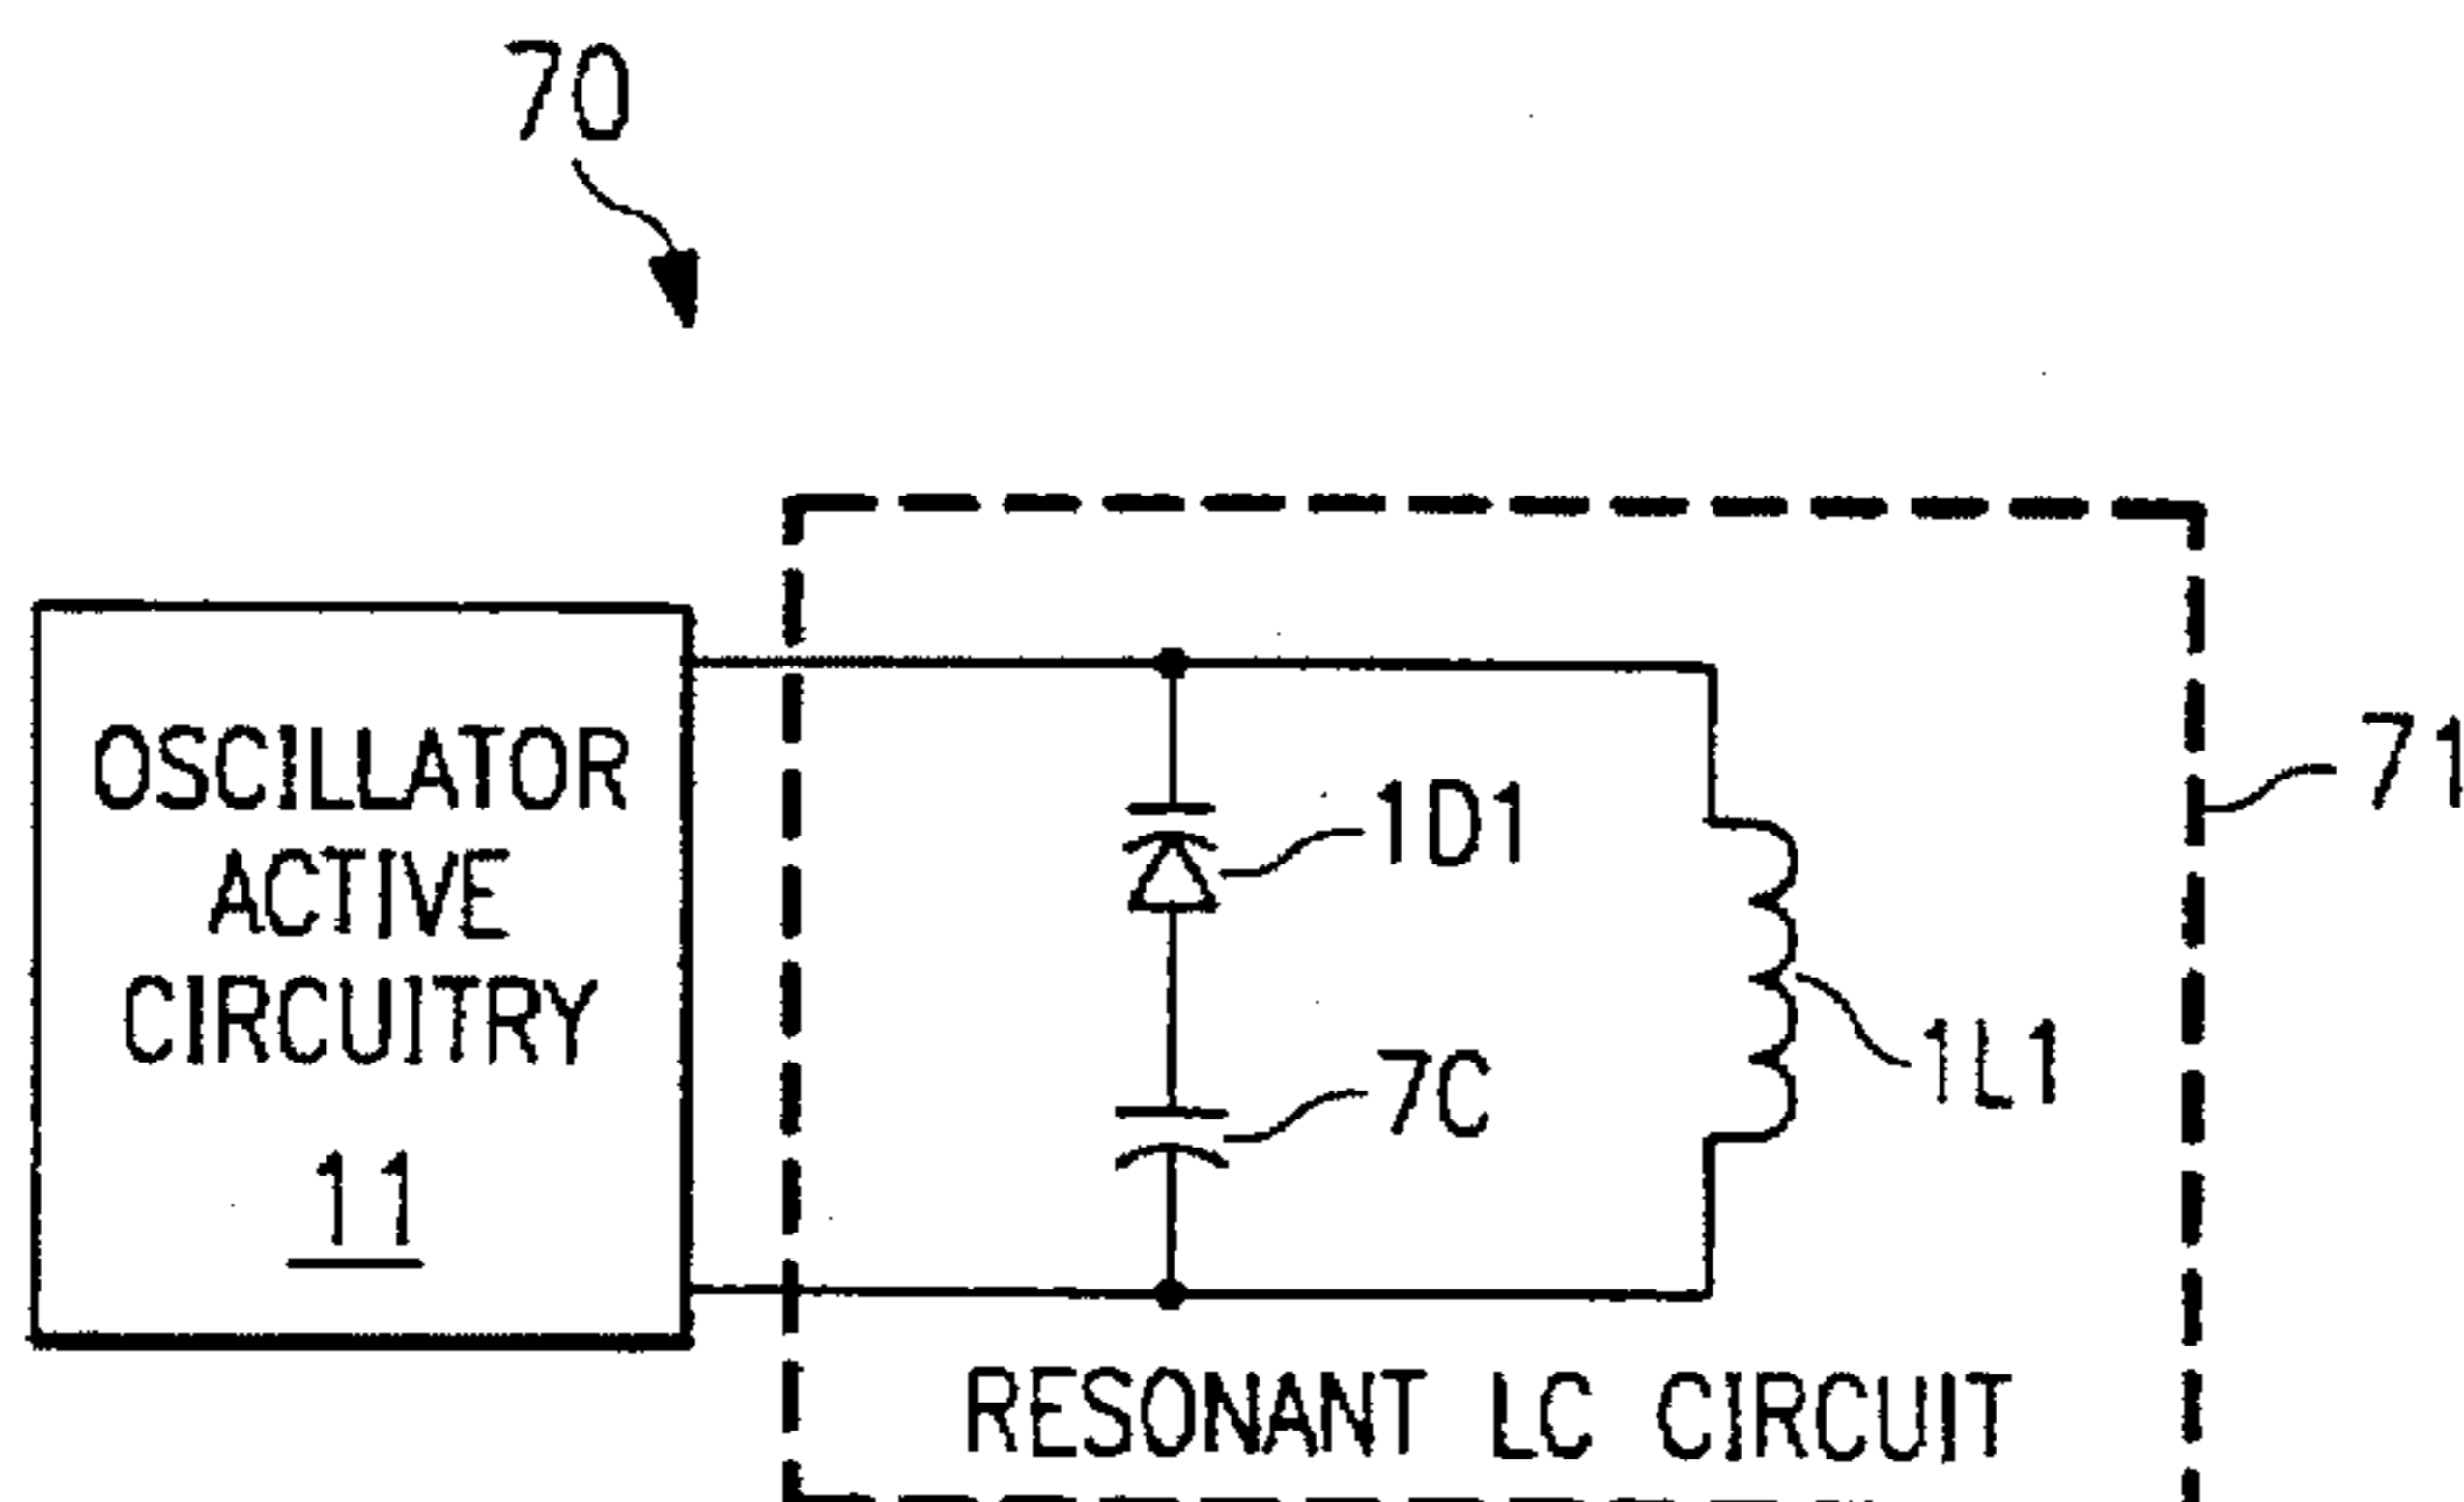 70
OSCILLATOR
ACTIVE
CIRCUITRY
11
1D1
71
7C
1L1
RESONANT LC CIRCUIT